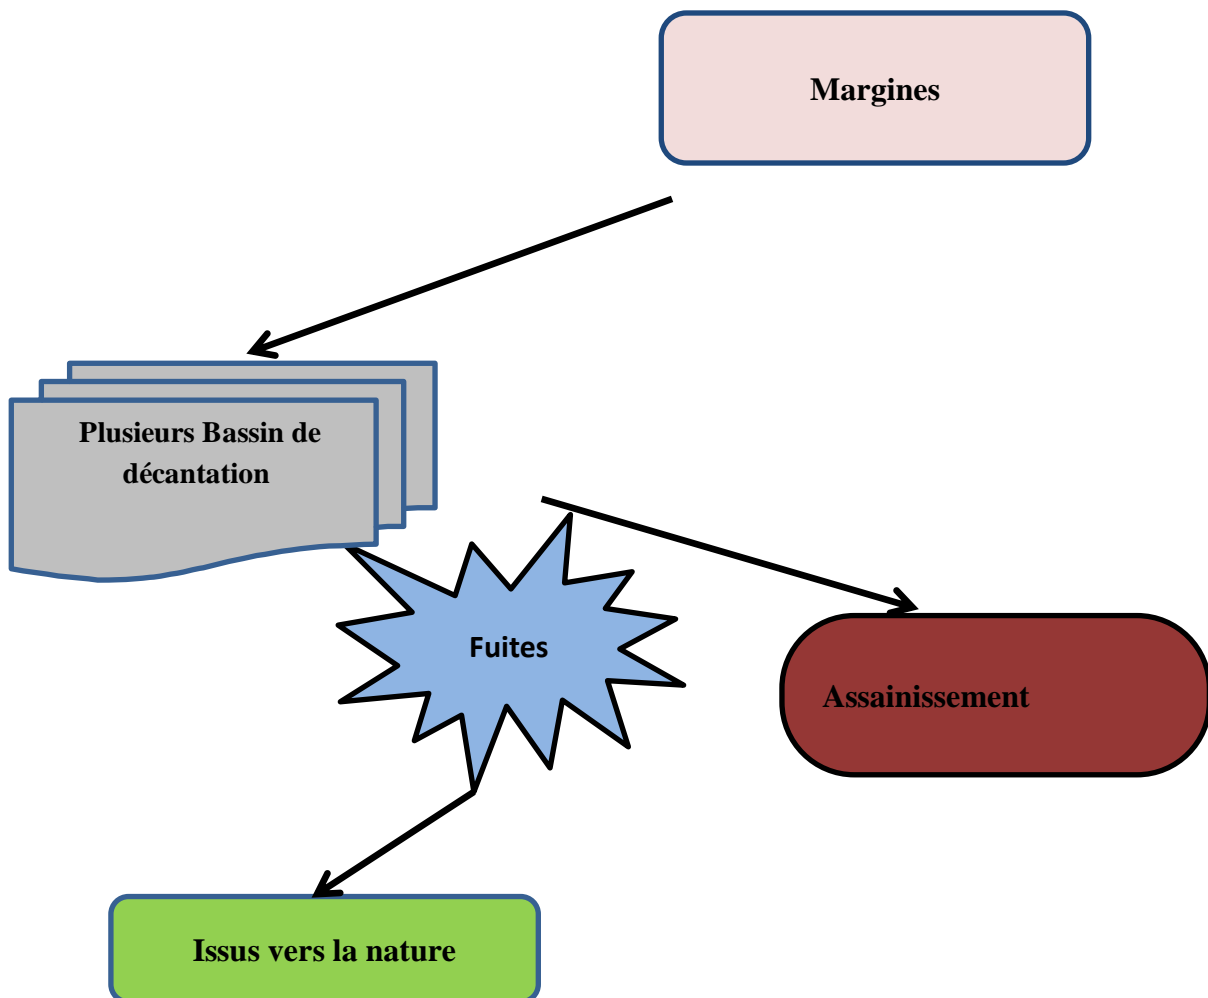 Margines
Plusieurs Bassin de
décantation
Fuites
Assainissement
Issus vers la nature